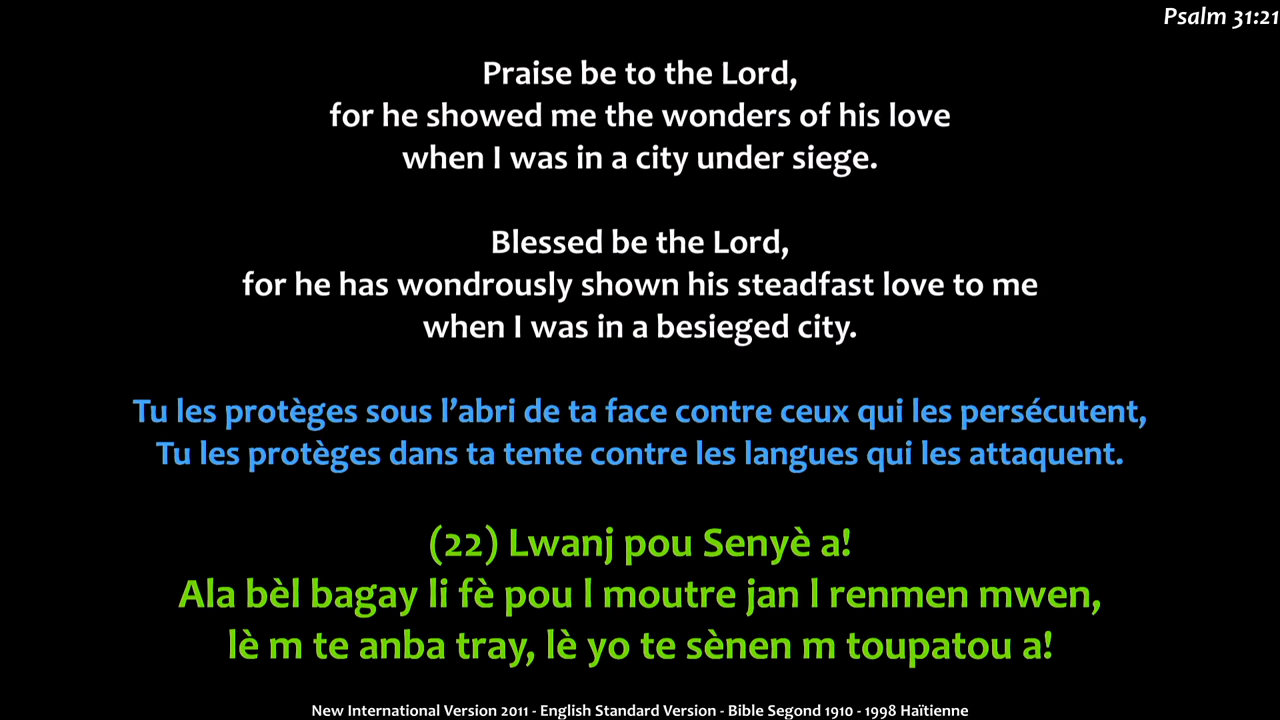 Psalm 31:21
Praise be to the Lord,
for he showed me the wonders of his love
when I was in a city under siege.
Blessed be the Lord,
for he has wondrously shown his steadfast love to me
when I was in a besieged city.
Tu les protèges sous l’abri de ta face contre ceux qui les persécutent,
Tu les protèges dans ta tente contre les langues qui les attaquent.
(22) Lwanj pou Senyè a!
Ala bèl bagay li fè pou l moutre jan l renmen mwen,
lè m te anba tray, lè yo te sènen m toupatou a!
New International Version 2011 - English Standard Version - Bible Segond 1910 - 1998 Haïtienne